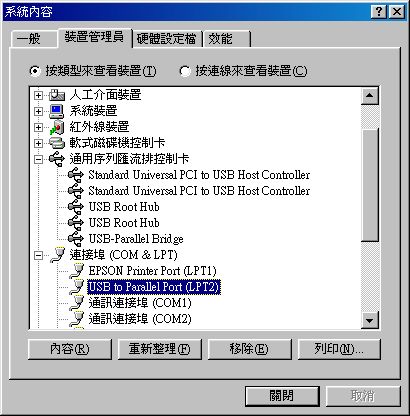 系統內容
一般 裝置管理員 硬體設定檔 效能
按類型來查看裝置(T) 按連線來查看裝置(C)
人工介面裝置
系統裝置
紅外線裝置
軟式磁碟機控制卡
通用序列匯流排控制卡
Standard Universal PCI to USB Host Controller
Standard Universal PCI to USB Host Controller
USB Root Hub
USB Root Hub
USB-Parallel Bridge
連接埠 (COM & LPT)
EPSON Printer Port (LPT1)
USB to Parallel Port (LPT2)
通訊連接埠 (COM1)
通訊連接埠 (COM2)
內容(R) 重新整理(F) 移除(E) 列印(N)...
關閉 取消